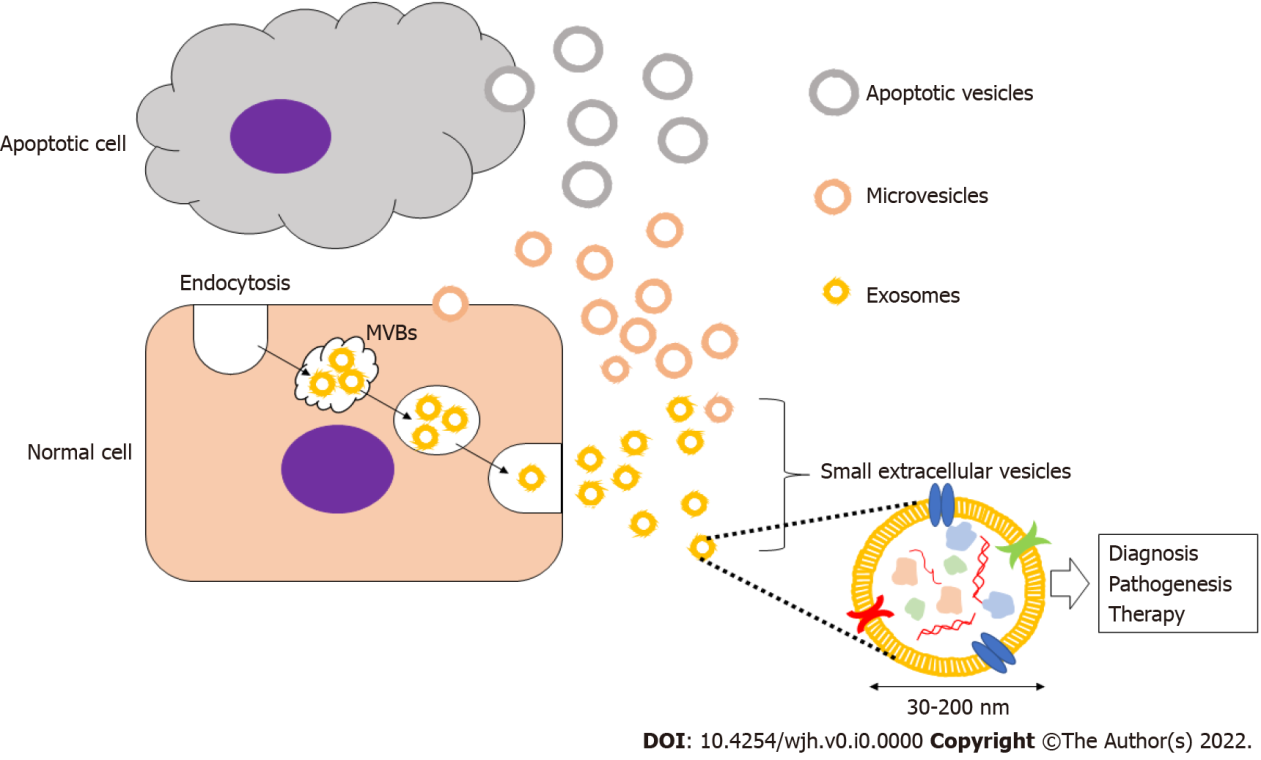 Apoptotic vesicles
Apoptotic cell
Microvesicles
Endocytosis
Exosomes
MVBs
Normal cell
Small extracellular vesicles
Diagnosis
Pathogenesis
Therapy
30-200 nm
DOI: 10.4254/wjh.v0.i0.0000 Copyright ©The Author(s) 2022.